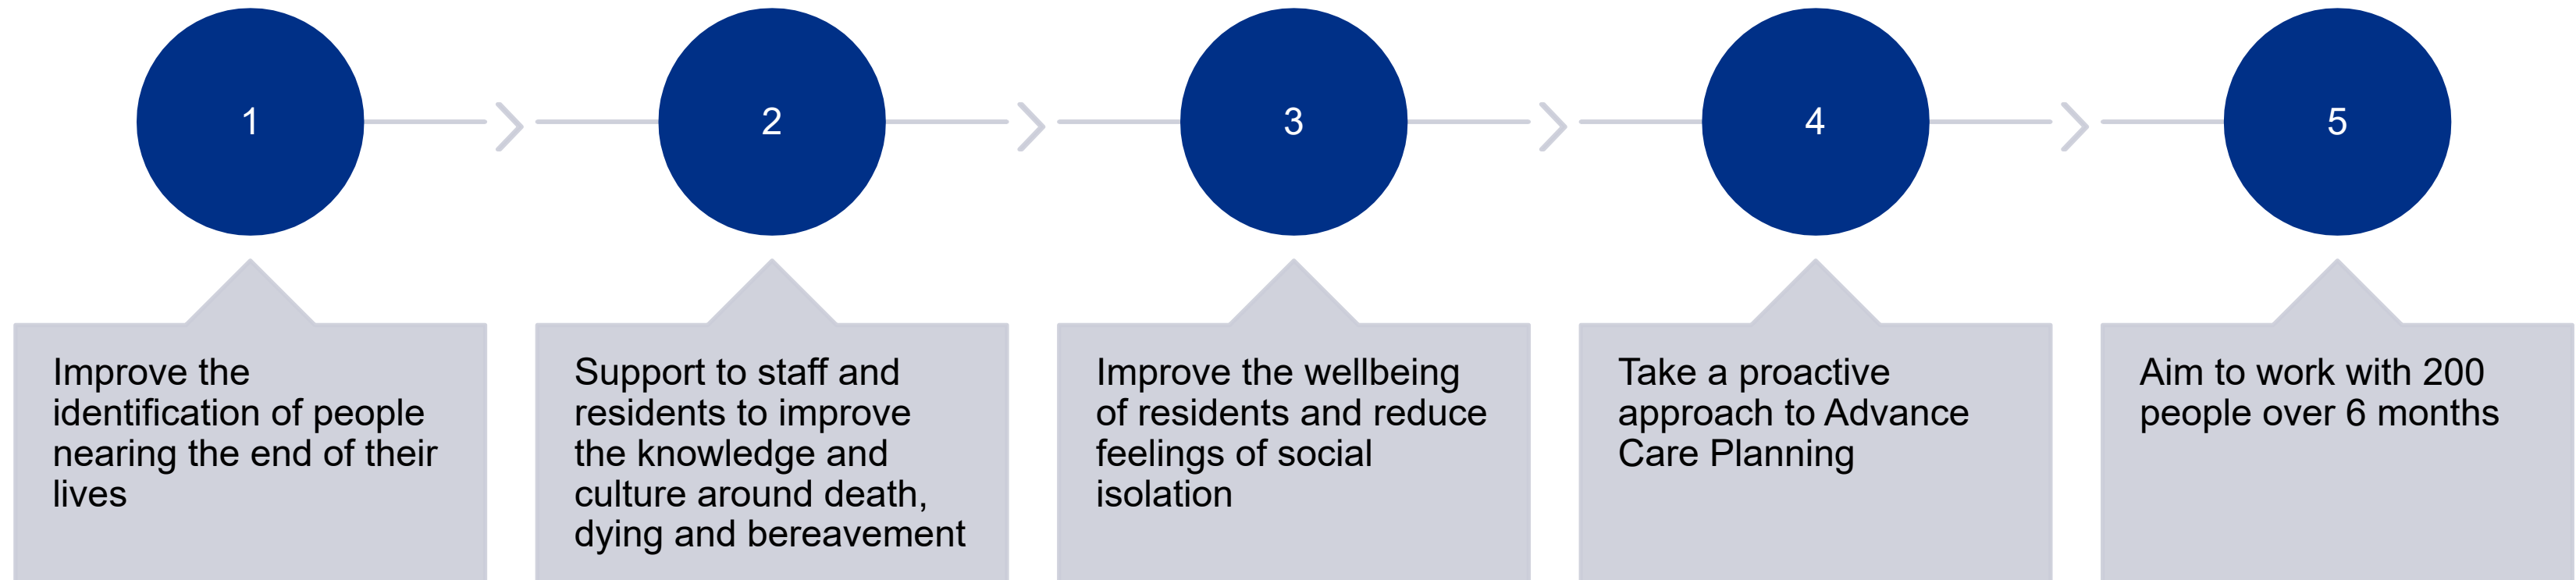 1
2
3
4
5
Improve the
identification of people
nearing the end of their
lives
Support to staff and
residents to improve
the knowledge and
culture around death,
dying and bereavement
Improve the wellbeing
of residents and reduce
feelings of social
isolation
Take a proactive
approach to Advance
Care Planning
Aim to work with 200
people over 6 months